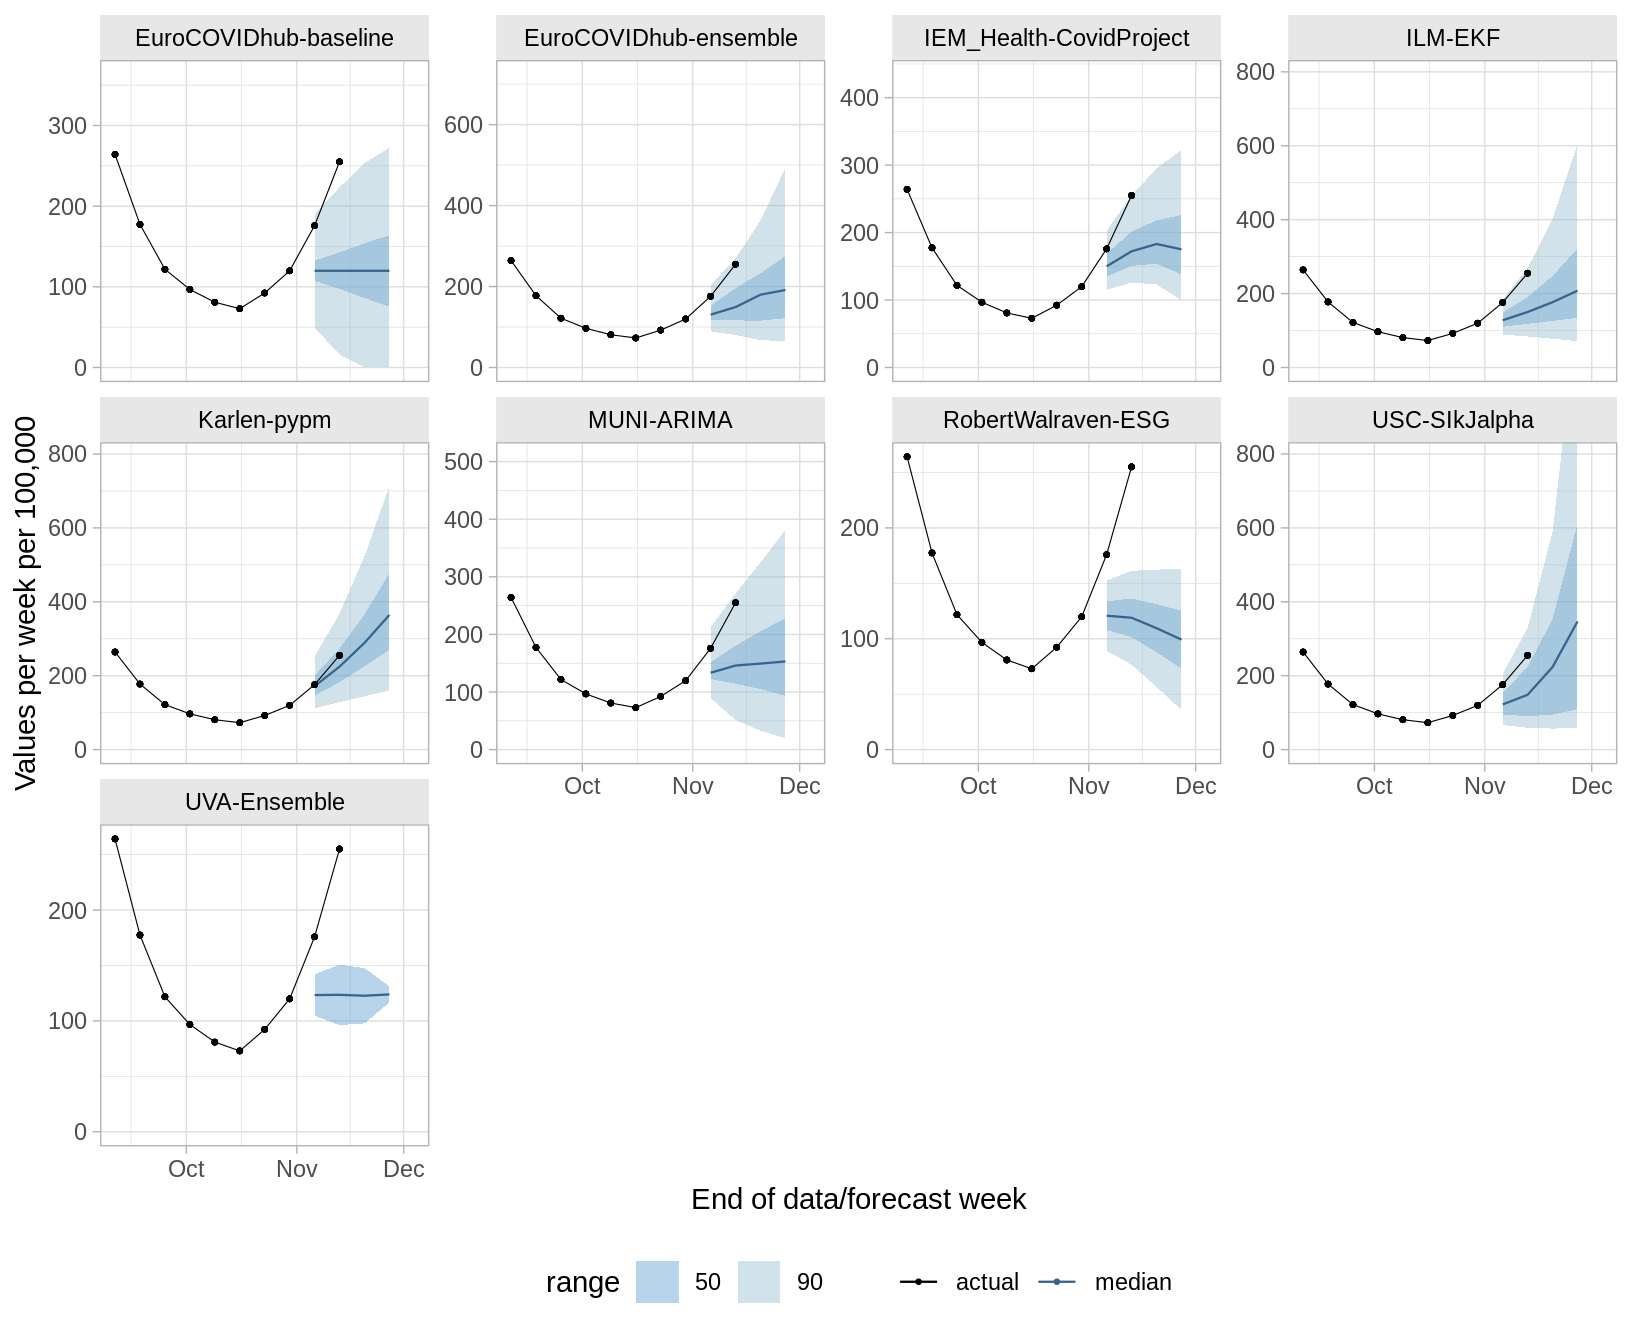 EuroCOVIDhub-baseline
EuroCOVIDhub-ensemble
IEM_Health-CovidProject
ILM-EKF
300
200
100
0
600
400
200
0
400
300
200
100
0
800
600
400
200
0
Karlen-pypm
MUNI-ARIMA
RobertWalraven-ESG
USC-SIkJalpha
800
600
400
200
0
500
400
300
200
100
0
200
100
0
800
600
400
200
0
Oct Nov Dec
Oct Nov Dec
Oct Nov Dec
UVA-Ensemble
200
100
0
Oct Nov Dec
Values per week per 100,000
End of data/forecast week
range 50 90 actual median